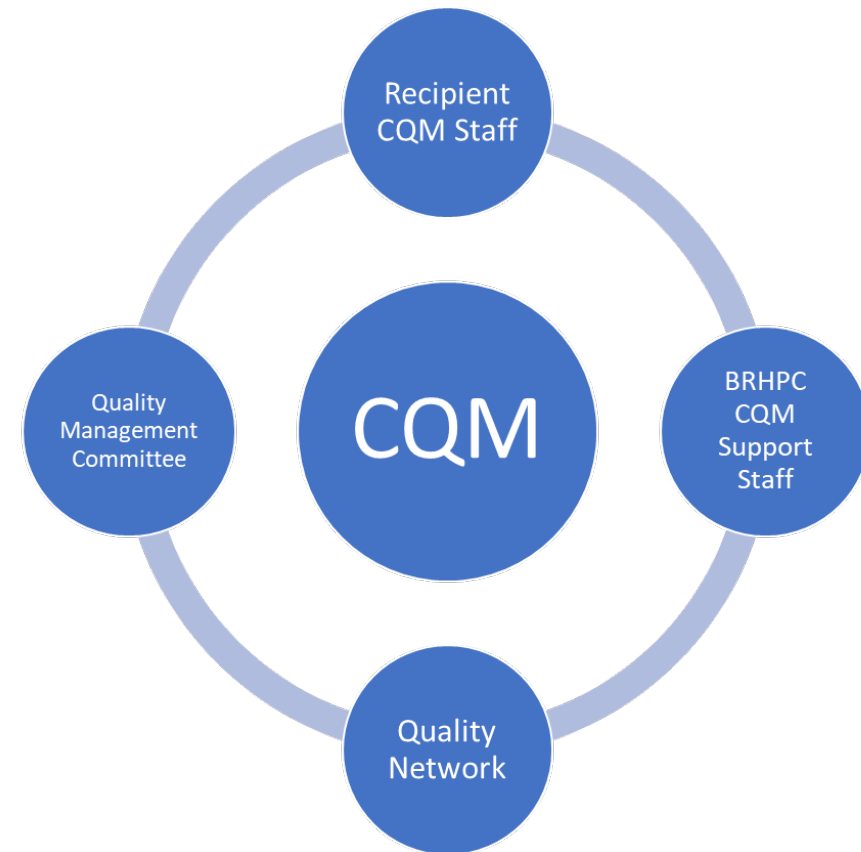 Recipient
CQM Staff
Quality
Management
Committee
CQM
BRHPC
CQM
Support
Staff
Quality
Network